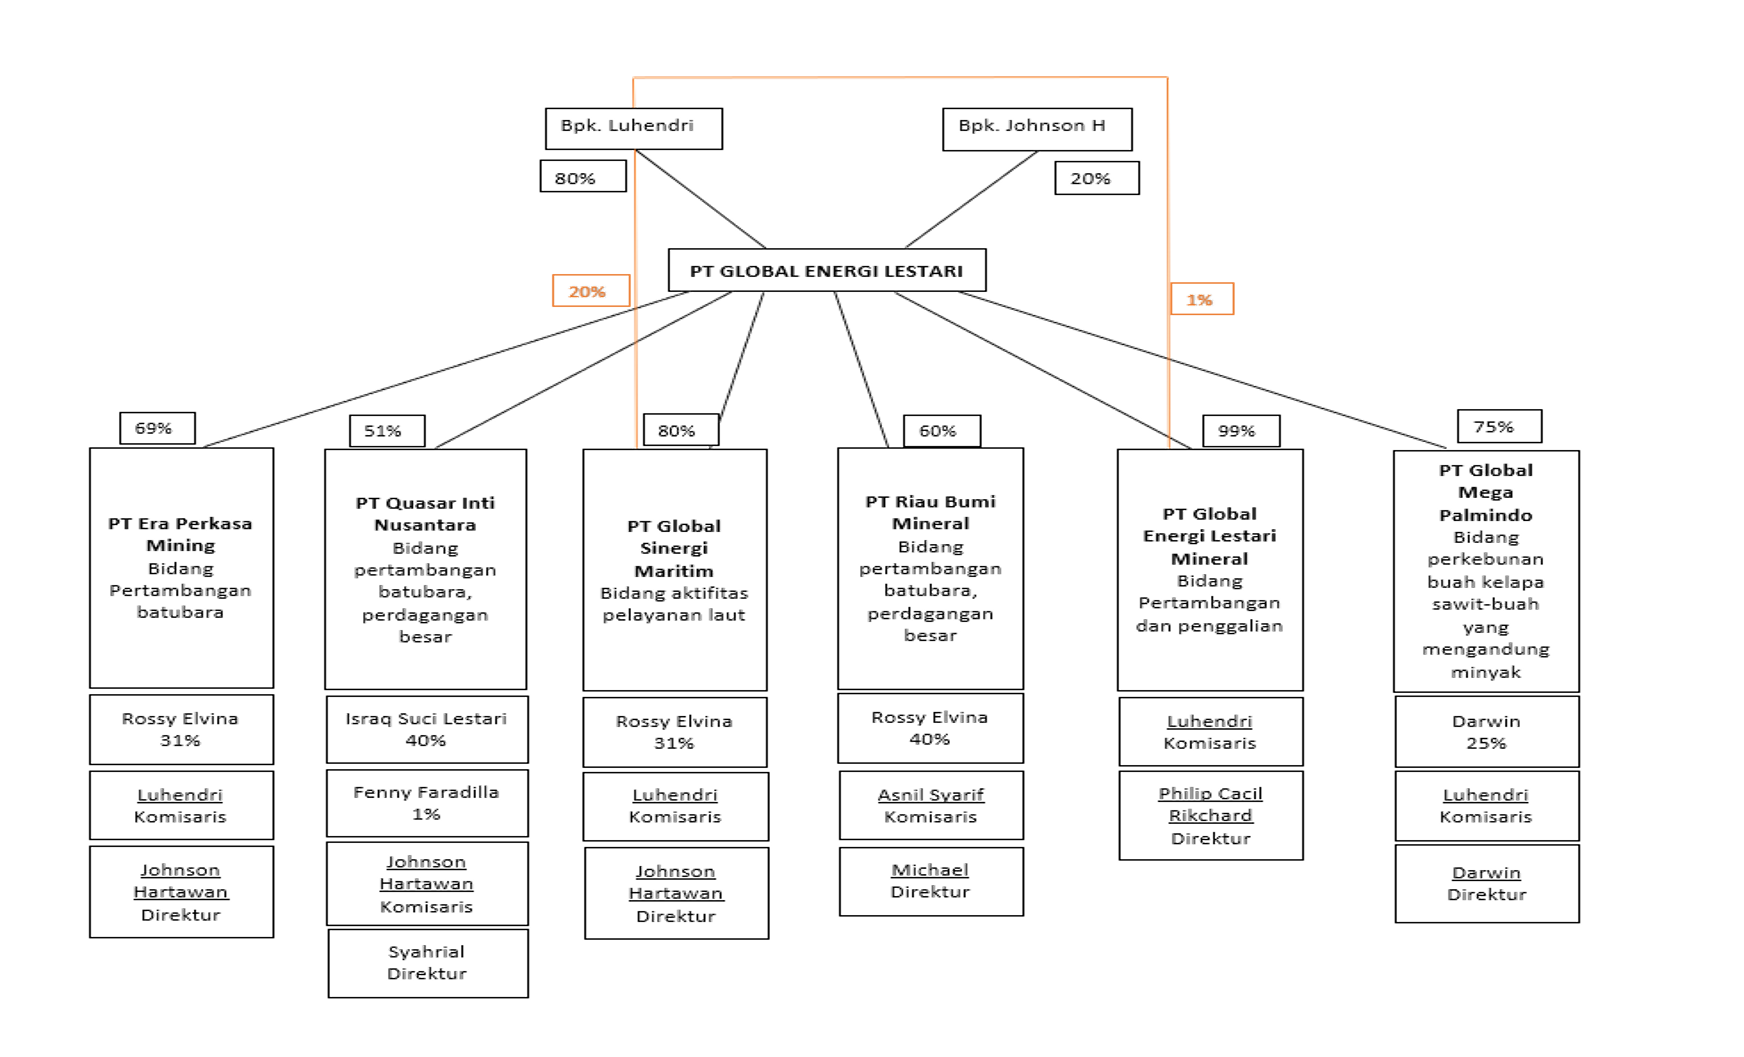 Bpk. Luhendri
Bpk. Johnson H
80%
20%
PT GLOBAL ENERGI LESTARI
20%
1%
69%
51%
80%
60%
99%
75%
PT Era Perkasa
Mining
Bidang
Pertambangan
batubara
Rossy Elvina
31%
Luhendri
Komisaris
Johnson
Hartawan
Direktur
PT Quasar Inti
Nusantara
Bidang
pertambangan
batubara,
perdagangan
besar
Israq Suci Lestari
40%
Fenny Faradilla
1%
Johnson
Hartawan
Komisaris
Syahrial
Direktur
PT Global
Sinergi
Maritim
Bidang aktifitas
pelayanan laut
Rossy Elvina
31%
Luhendri
Komisaris
Johnson
Hartawan
Direktur
PT Riau Bumi
Mineral
Bidang
pertambangan
batubara,
perdagangan
besar
Rossy Elvina
40%
Asnil Syarif
Komisaris
Michael
Direktur
PT Global
Energi Lestari
Mineral
Bidang
Pertambangan
dan penggalian
Luhendri
Komisaris
Philip Cacil
Rikchard
Direktur
PT Global
Mega
Palmindo
Bidang
perkebunan
buah kelapa
sawit-buah
yang
mengandung
minyak
Darwin
25%
Luhendri
Komisaris
Darwin
Direktur